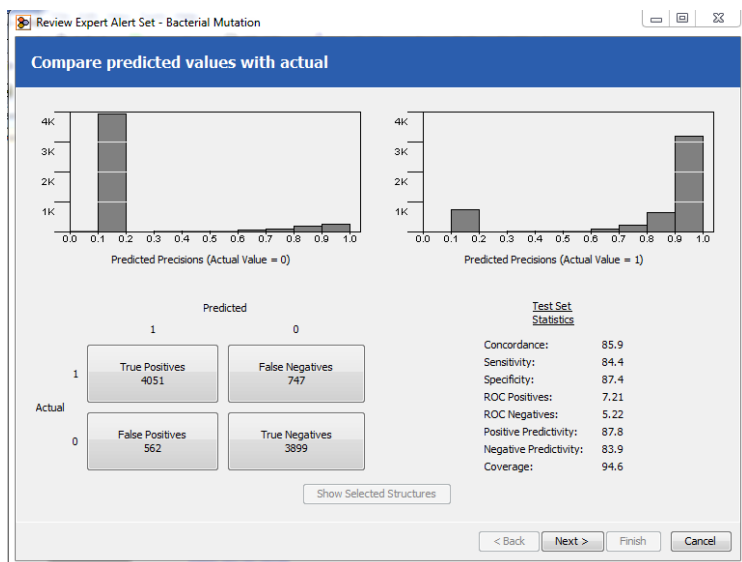 Review Expert Alert Set - Bacterial Mutation
Compare predicted values with actual
4K
3K
2K
1K
0.0 0.1 0.2 0.3 0.4 0.5 0.6 0.7 0.8 0.9 1.0
Predicted Precisions (Actual Value = 0)
4K
3K
2K
1K
0.0 0.1 0.2 0.3 0.4 0.5 0.6 0.7 0.8 0.9 1.0
Predicted Precisions (Actual Value = 1)
Predicted
1 0
Actual
1
True Positives
4051
False Negatives
747
0
False Positives
562
True Negatives
3899
Test Set
Statistics
Concordance: 85.9
Sensitivity: 84.4
Specificity: 87.4
ROC Positives: 7.21
ROC Negatives: 5.22
Positive Predictivity: 87.8
Negative Predictivity: 83.9
Coverage: 94.6
Show Selected Structures
< Back Next > Finish Cancel